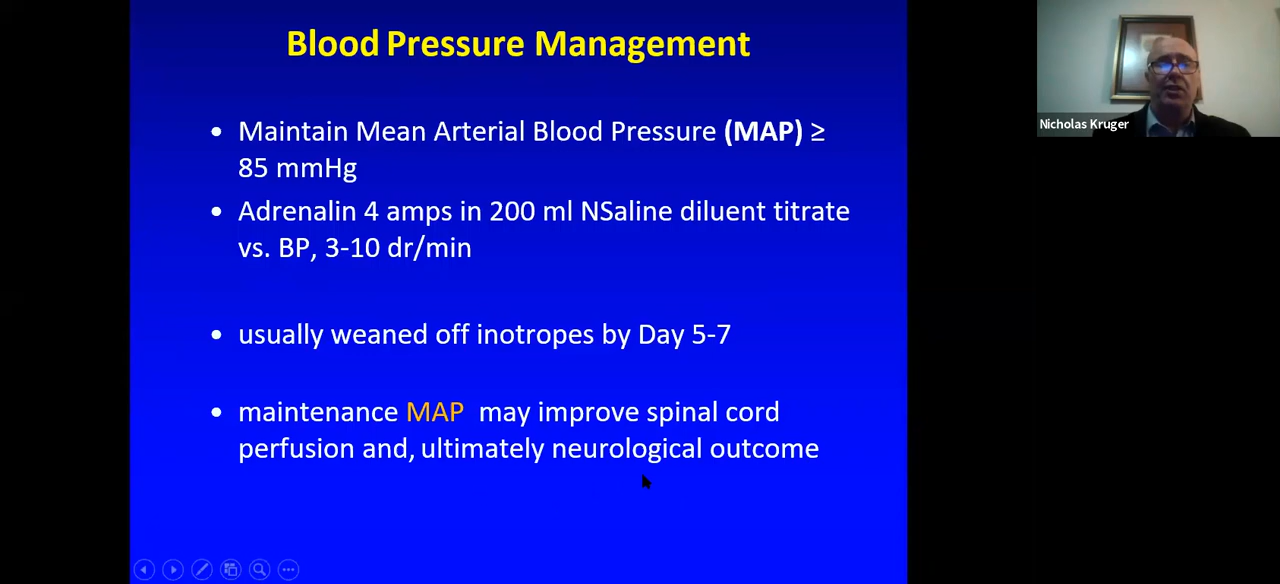 Blood Pressure Management
• Maintain Mean Arterial Blood Pressure (MAP) ≥
85 mmHg
• Adrenalin 4 amps in 200 ml NSaline diluent titrate
vs. BP, 3-10 dr/min
• usually weaned off inotropes by Day 5-7
• maintenance MAP may improve spinal cord
perfusion and, ultimately neurological outcome
Nicholas Kruger